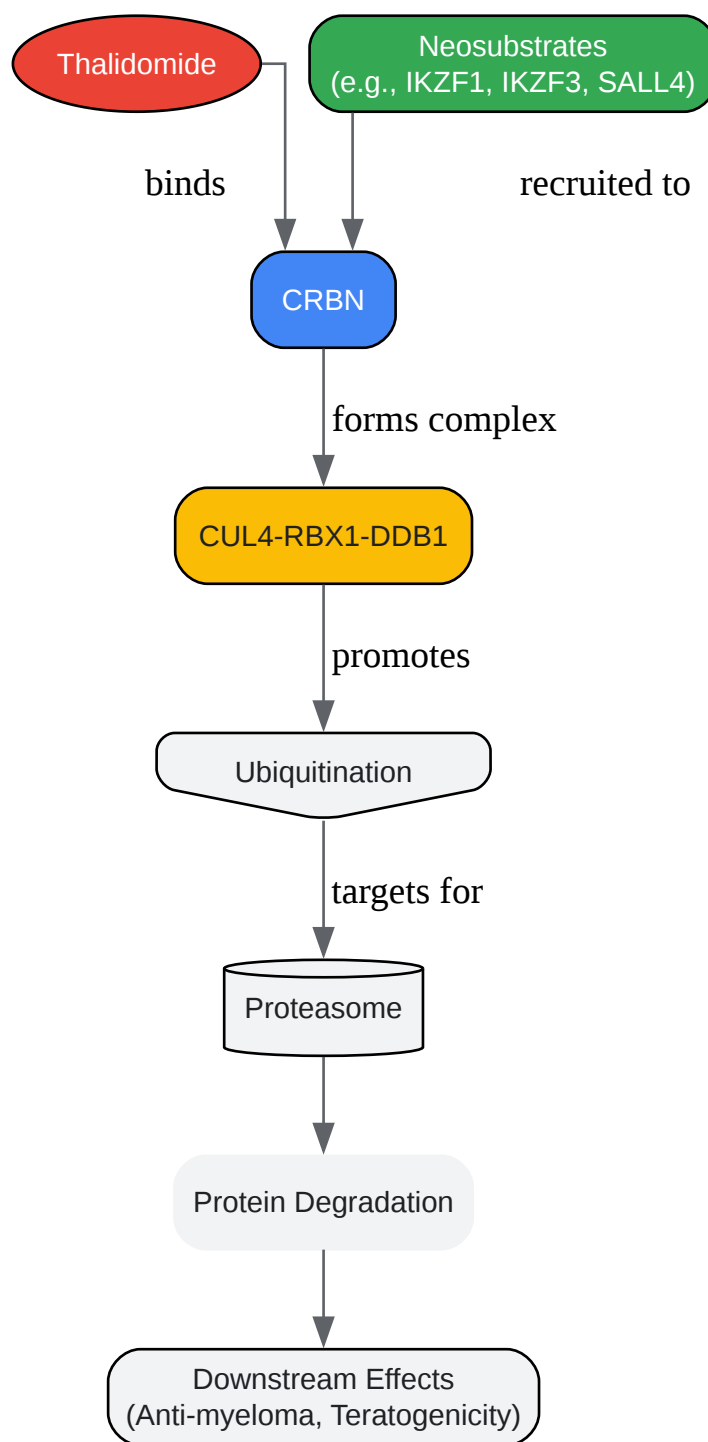 Thalidomide
Neosubstrates
(e.g., IKZF1, IKZF3, SALL4)
binds
recruited to
CRBN
forms complex
CUL4-RBX1-DDB1
promotes
Ubiquitination
targets for
Proteasome
Protein Degradation
Downstream Effects
(Anti-myeloma, Teratogenicity)